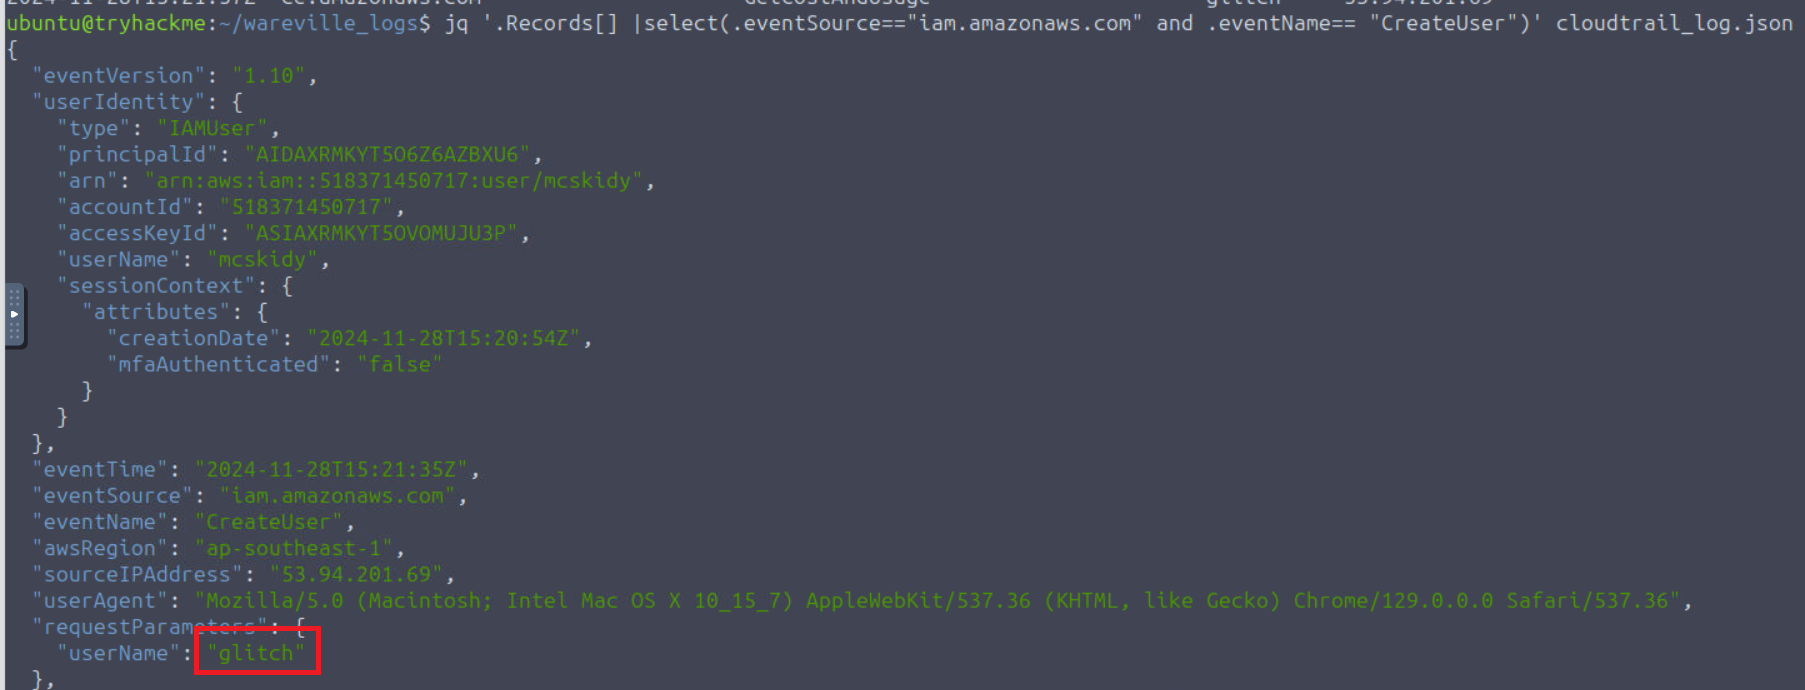 ubuntu@tryhackme:~/wareville_logs$ jq '.Records[] |select(.eventSource=="iam.amazonaws.com" and .eventName== "CreateUser")' cloudtrail_log.json
{
"eventVersion": "1.10",
"userIdentity": {
"type": "IAMUser",
"principalId": "AIDAXRMKYT5O6Z6AZBXU6",
"arn": "arn:aws:iam::518371450717:user/mcskidy",
"accountId": "518371450717",
"accessKeyId": "ASIAXRMKYT5OVOMUJU3P",
"userName": "mcskidy",
"sessionContext": {
"attributes": {
"creationDate": "2024-11-28T15:20:54Z",
"mfaAuthenticated": "false"
}
}
},
"eventTime": "2024-11-28T15:21:35Z",
"eventSource": "iam.amazonaws.com",
"eventName": "CreateUser",
"awsRegion": "ap-southeast-1",
"sourceIPAddress": "53.94.201.69",
"userAgent": "Mozilla/5.0 (Macintosh; Intel Mac OS X 10_15_7) AppleWebKit/537.36 (KHTML, like Gecko) Chrome/129.0.0.0 Safari/537.36",
"requestParameters": {
"userName": "glitch"
},